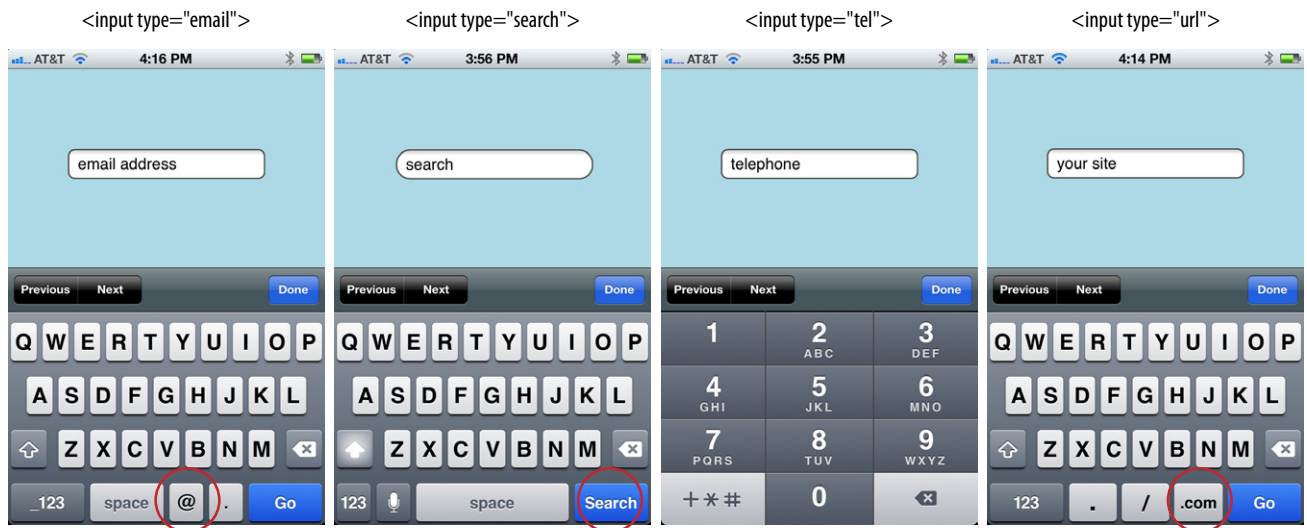 <input type="email">
AT&T 4:16 PM
email address
Previous Next Done
Q W E R T Y U I O P
A S D F G H J K L
Z X C V B N M
_123 space @ . Go
<input type="search">
AT&T 3:56 PM
search
Previous Next Done
Q W E R T Y U I O P
A S D F G H J K L
Z X C V B N M
123 space Search
<input type="tel">
AT&T 3:55 PM
telephone
Previous Next Done
1 2 3
ABC DEF
4 5 6
GHI JKL MNO
7 8 9
PQRS TUV WXYZ
+*# 0
<input type="url">
AT&T 4:14 PM
your site
Previous Next Done
Q W E R T Y U I O P
A S D F G H J K L
Z X C V B N M
123 . / .com Go